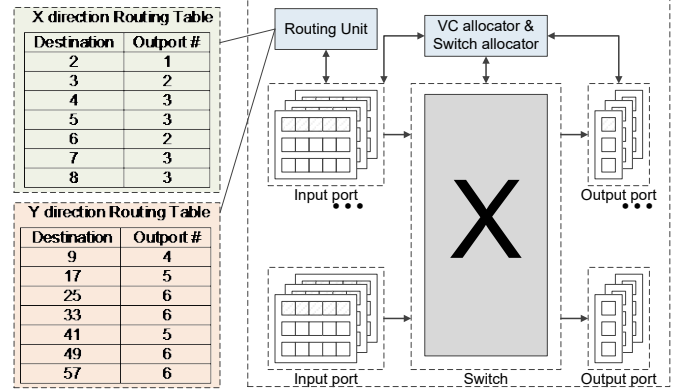 X direction Routing Table
Destination Outport #
2 1
3 2
4 3
5 3
6 2
7 3
8 3
Y direction Routing Table
Destination Outport #
9 4
17 5
25 6
33 6
41 5
49 6
57 6
Routing Unit
VC allocator &
Switch allocator
Input port
Output port
X
Input port
Switch
Output port